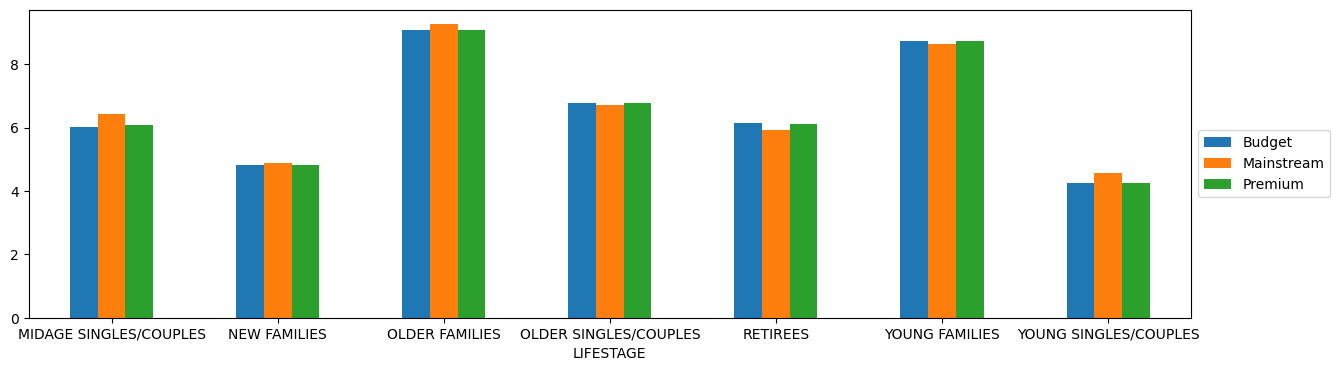 8
6
4
2
0
MIDAGE SINGLES/COUPLES NEW FAMILIES OLDER FAMILIES OLDER SINGLES/COUPLES RETIREES YOUNG FAMILIES YOUNG SINGLES/COUPLES
LIFESTAGE
Budget
Mainstream
Premium